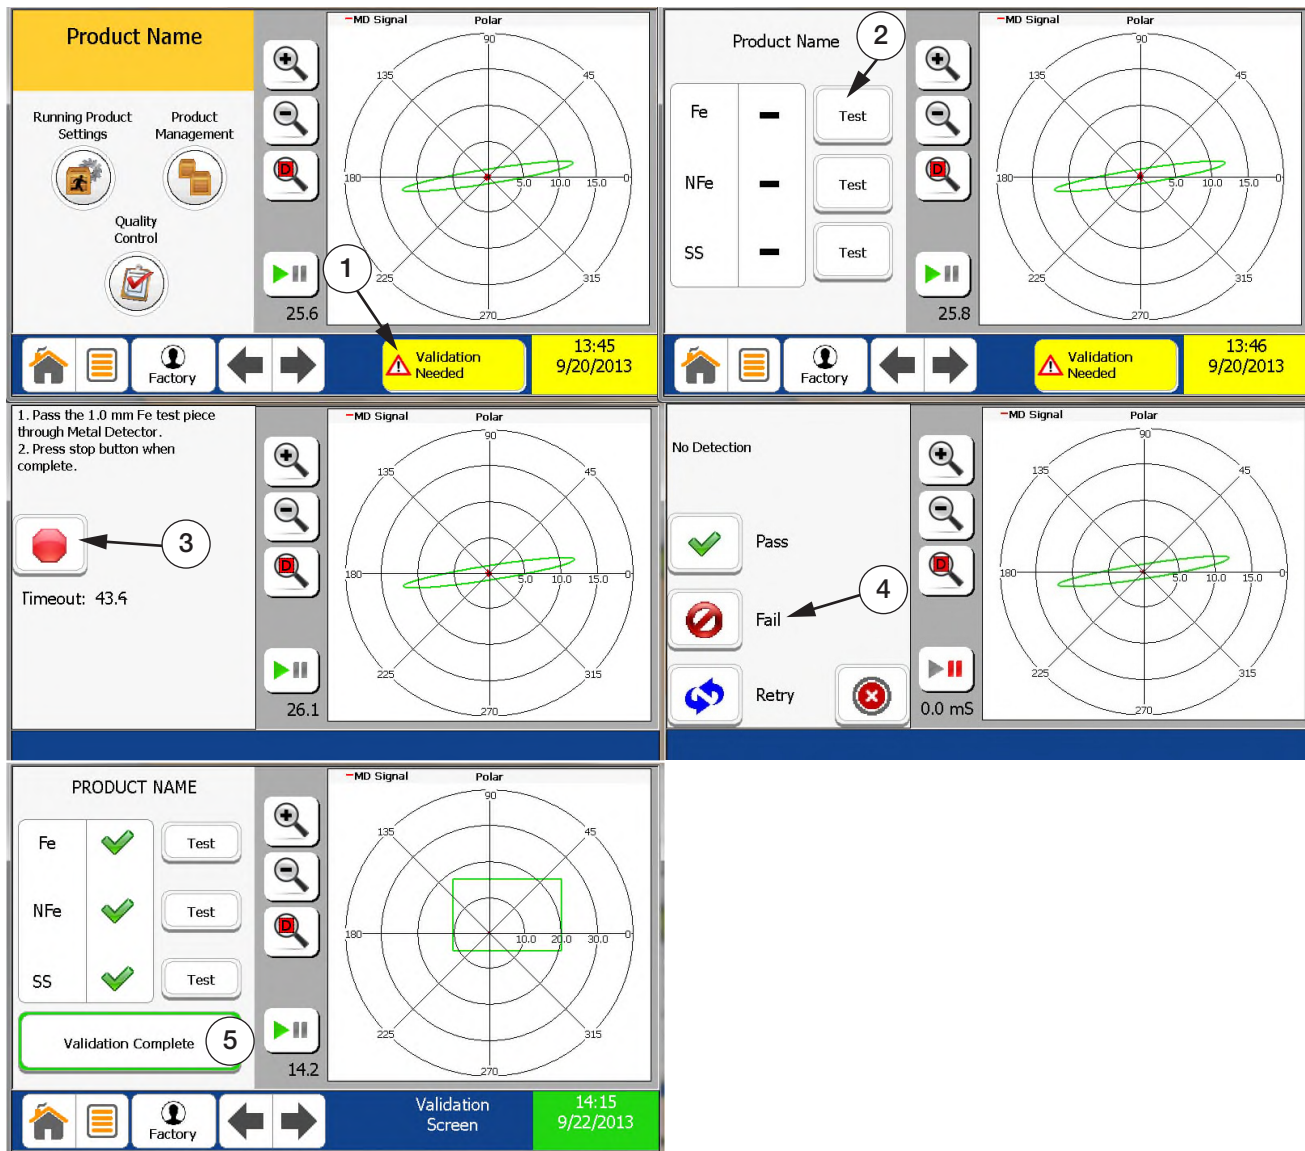 Product Name
Running Product
Settings
Product
Management
Quality
Control
MD Signal
Polar
90
135
45
180
5.0
10.0
15.0
0
225
315
270
25.6
1
Factory
Validation
Needed
13:45
9/20/2013
Product Name
2
Fe
Test
NFe
Test
SS
Test
MD Signal
Polar
90
135
45
180
5.0
10.0
15.0
0
225
315
270
25.8
Factory
Validation
Needed
13:46
9/20/2013
1. Pass the 1.0 mm Fe test piece
through Metal Detector.
2. Press stop button when
complete.
3
Timeout: 43.4
MD Signal
Polar
90
135
45
180
5.0
10.0
15.0
0
225
315
270
26.1
No Detection
Pass
Fail
4
Retry
MD Signal
Polar
90
135
45
180
5.0
10.0
15.0
0
225
315
270
0.0 mS
PRODUCT NAME
Fe
Test
NFe
Test
SS
Test
Validation Complete
5
MD Signal
Polar
90
135
45
180
10.0
20.0
30.0
0
225
315
270
14.2
Factory
Validation
Screen
14:15
9/22/2013